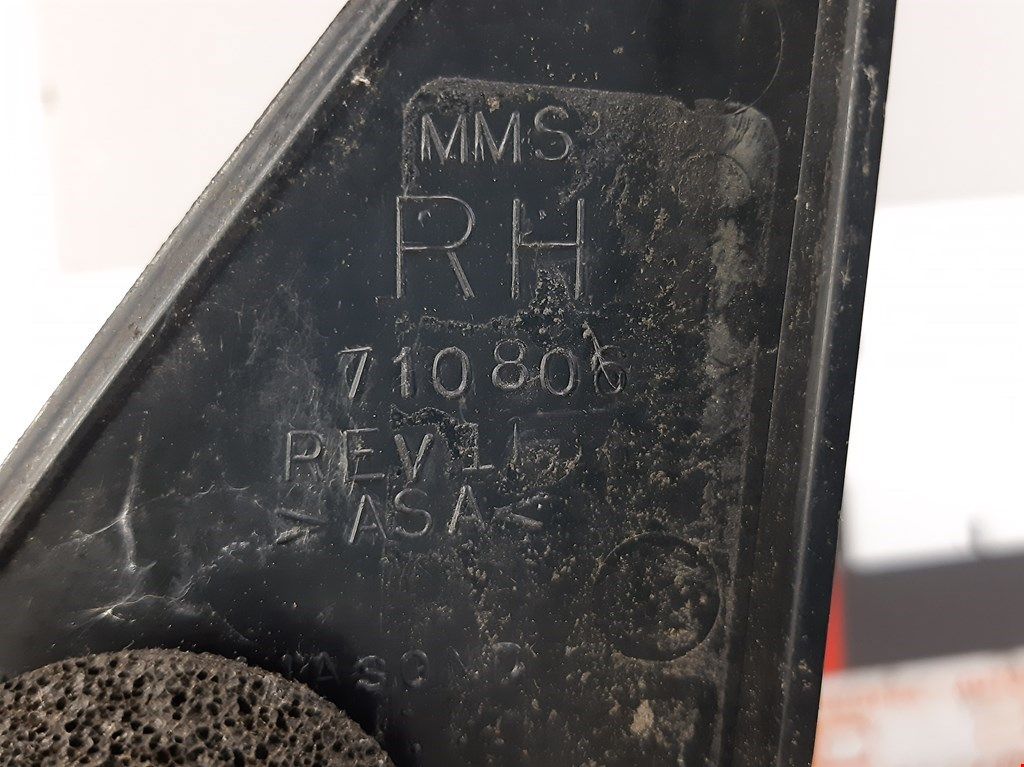 MMS
RH
710806
REV1
>ASA<